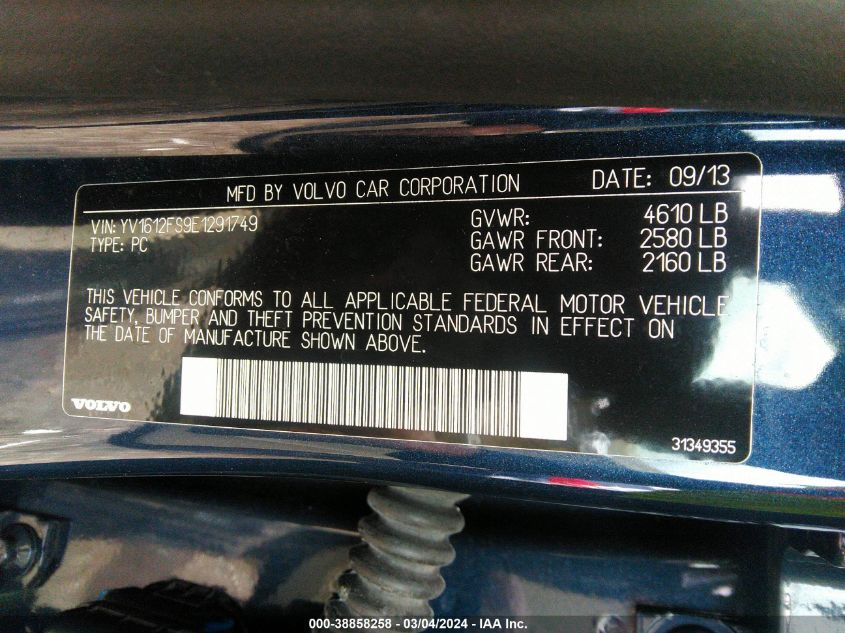 MFD BY VOLVO CAR CORPORATION DATE: 09/13
VIN: YV1612FS9E1291749 GVWR: 4610 LB
TYPE: PC GAWR FRONT: 2580 LB
GAWR REAR: 2160 LB
THIS VEHICLE CONFORMS TO ALL APPLICABLE FEDERAL MOTOR VEHICLE
SAFETY, BUMPER AND THEFT PREVENTION STANDARDS IN EFFECT ON
THE DATE OF MANUFACTURE SHOWN ABOVE.
VOLVO
31349355
000-38858258 - 03/04/2024 - IAA Inc.